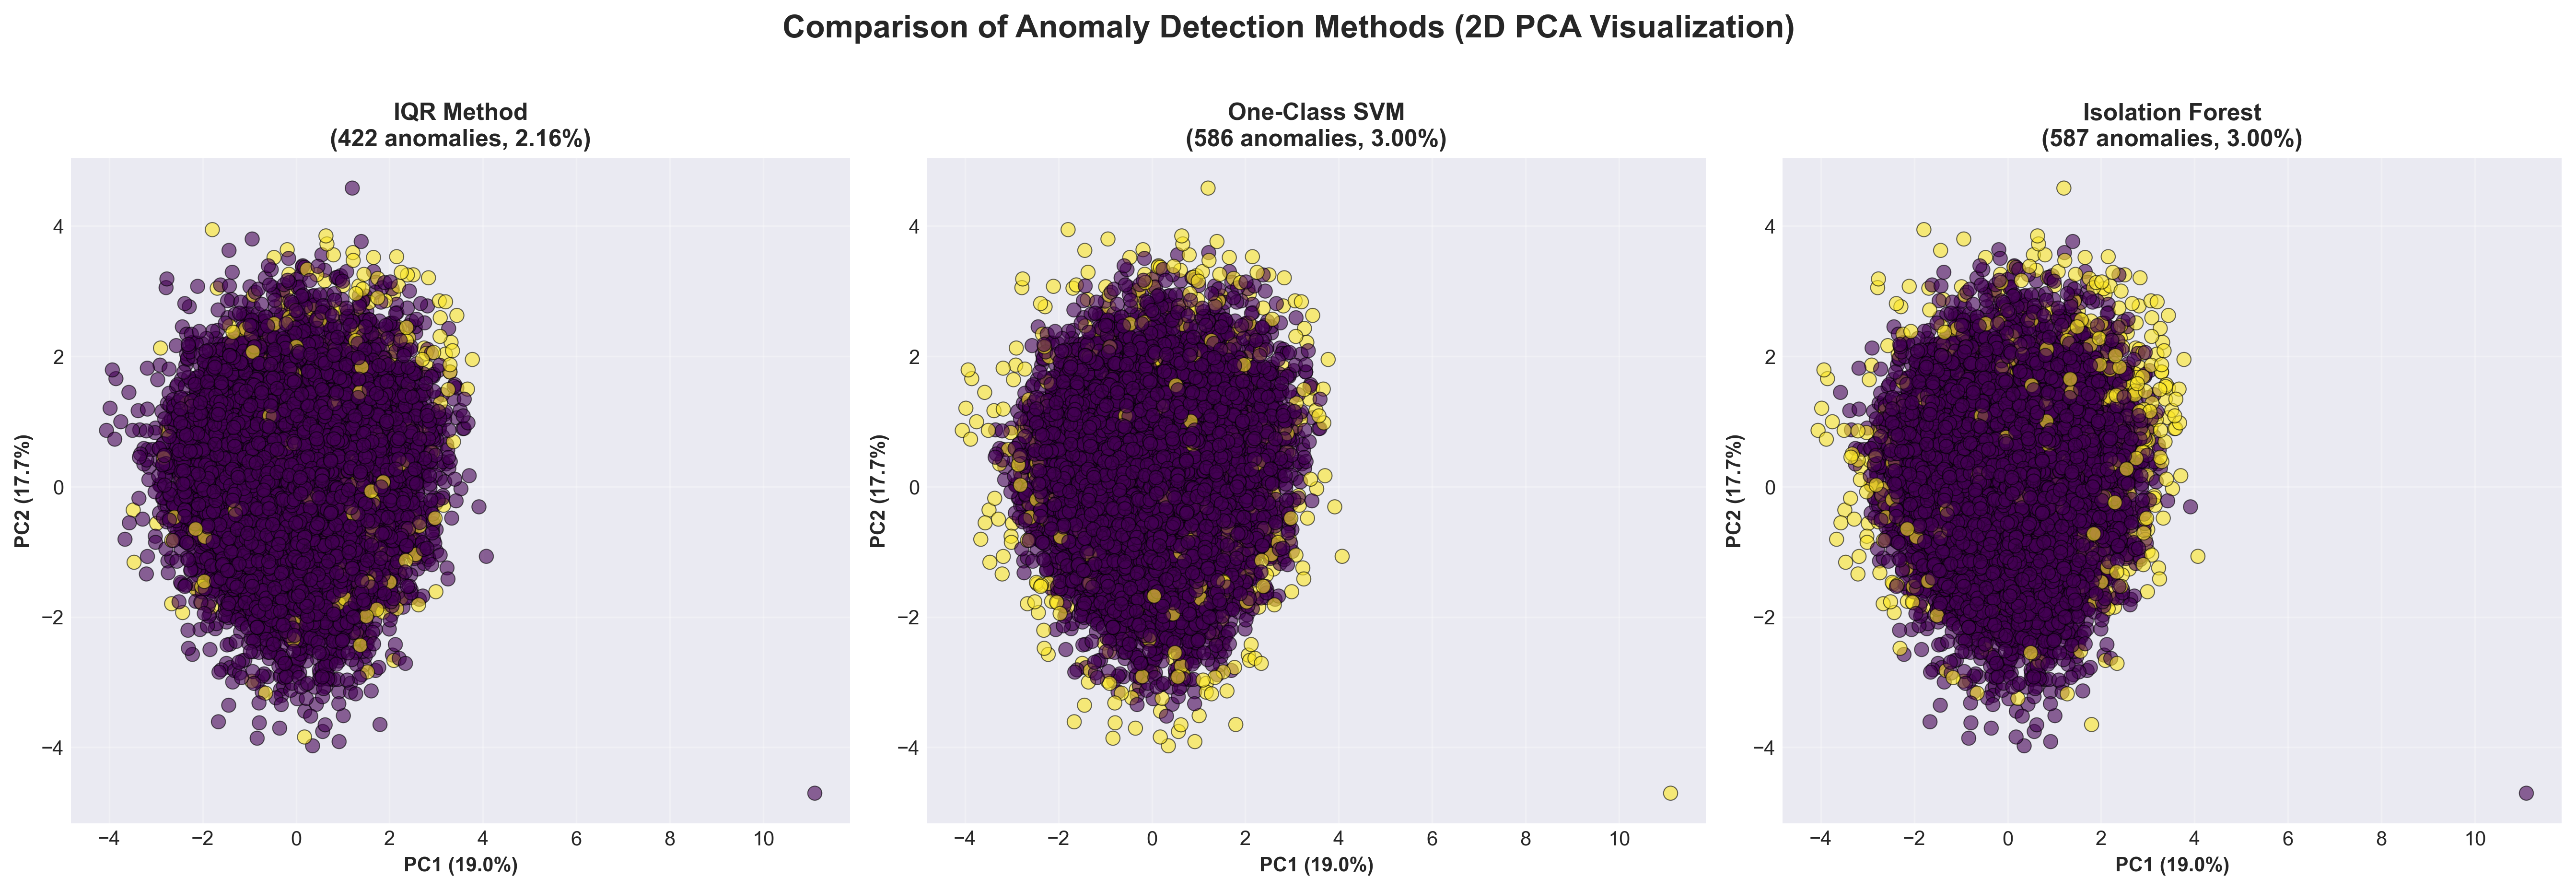 Comparison of Anomaly Detection Methods (2D PCA Visualization)
IQR Method
(422 anomalies, 2.16%)
PC2 (17.7%)
4
2
0
−2
−4
−4 −2 0 2 4 6 8 10
PC1 (19.0%)
One-Class SVM
(586 anomalies, 3.00%)
PC2 (17.7%)
4
2
0
−2
−4
−4 −2 0 2 4 6 8 10
PC1 (19.0%)
Isolation Forest
(587 anomalies, 3.00%)
PC2 (17.7%)
4
2
0
−2
−4
−4 −2 0 2 4 6 8 10
PC1 (19.0%)